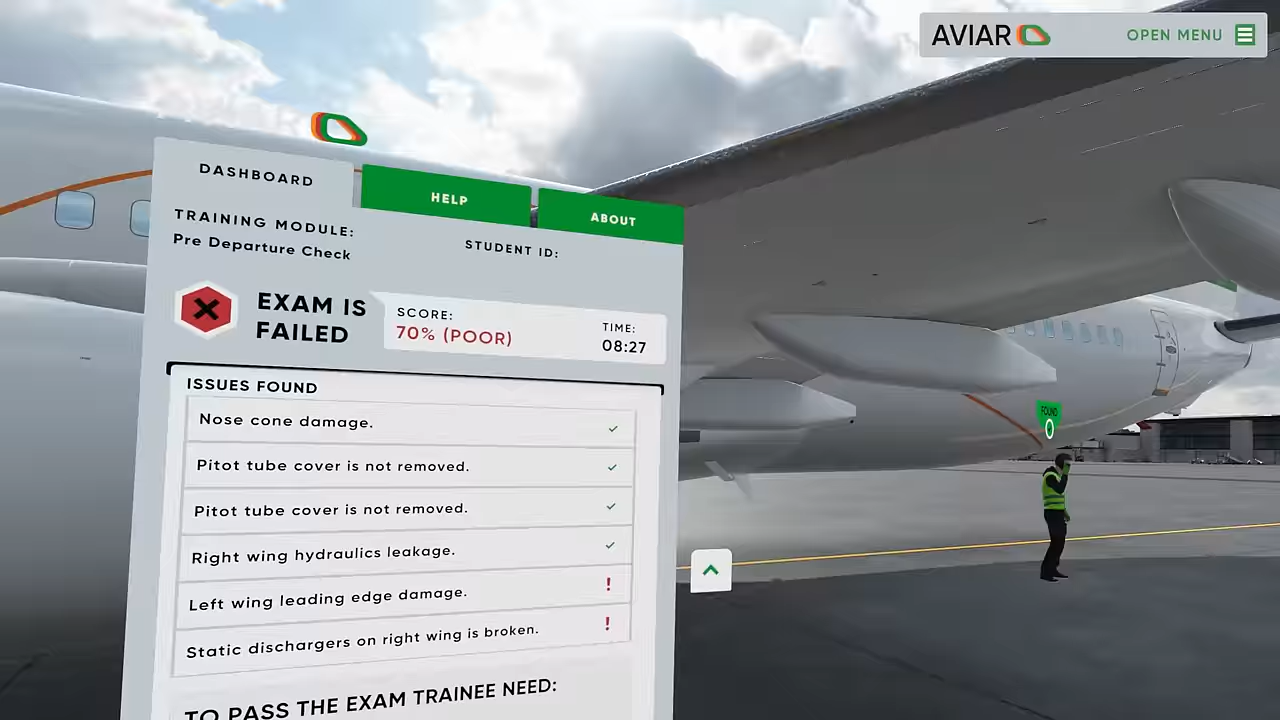 AVIAR
OPEN MENU
DASHBOARD
HELP
ABOUT
TRAINING MODULE:
Pre Departure Check
STUDENT ID:
EXAM IS
FAILED
SCORE:
70% (POOR)
TIME:
08:27
ISSUES FOUND
Nose cone damage.
Pitot tube cover is not removed.
Pitot tube cover is not removed.
Right wing hydraulics leakage.
Left wing leading edge damage.
!
Static dischargers on right wing is broken.
!
TO PASS THE EXAM TRAINEE NEED:
FOUND